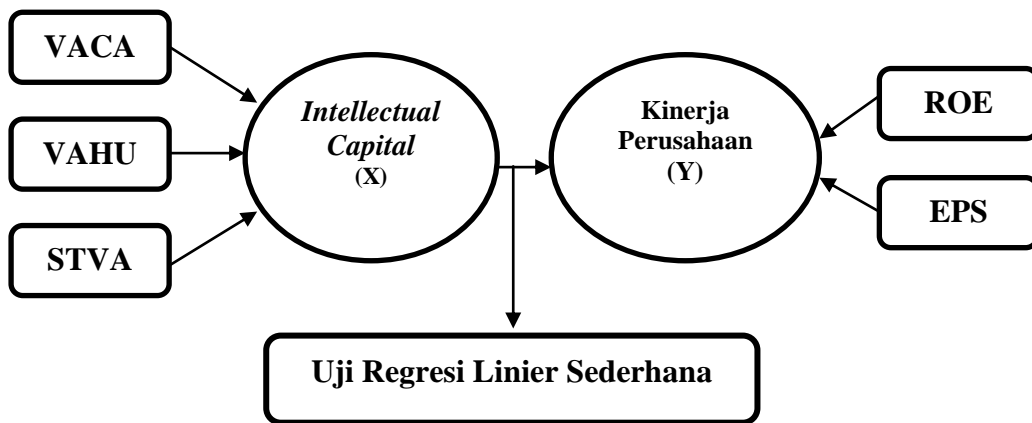 VACA
VAHU
STVA
Intellectual
Capital
(X)
Kinerja
Perusahaan
(Y)
ROE
EPS
Uji Regresi Linier Sederhana